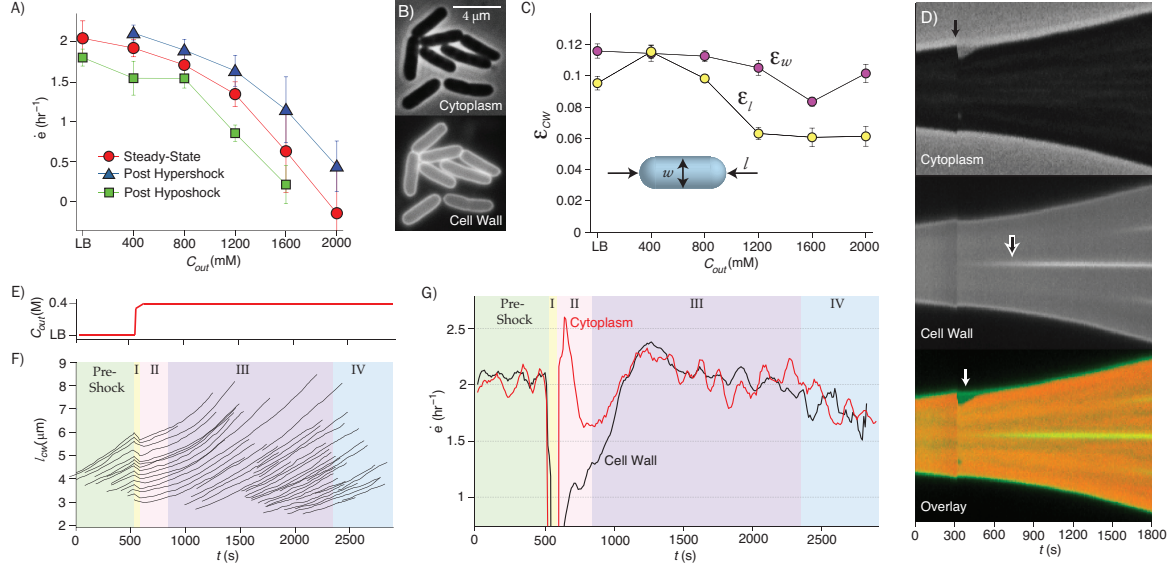 A)
ė (hr⁻¹)
2
1.5
1
0.5
0
Steady-State
Post Hypershock
Post Hyposhock
LB
400
800
1200
1600
2000
C_out(mM)
B)
4 μm
Cytoplasm
Cell Wall
C)
ε_CW
0.12
0.1
0.08
0.06
0.04
0.02
0
ε_w
ε_l
w
l
LB
400
800
1200
1600
2000
C_out(mM)
D)
Cytoplasm
Cell Wall
Overlay
0
300
600
900
1200
1500
1800
t (s)
E)
C_out(M)
0.4
LB
F)
l_cw(μm)
9
8
7
6
5
4
3
2
Pre-
Shock
I
II
III
IV
0
500
1000
1500
2000
2500
t (s)
G)
ė (hr⁻¹)
2.5
2
1.5
1
Pre-
Shock
I
II
III
IV
Cytoplasm
Cell Wall
0
500
1000
1500
2000
2500
t (s)